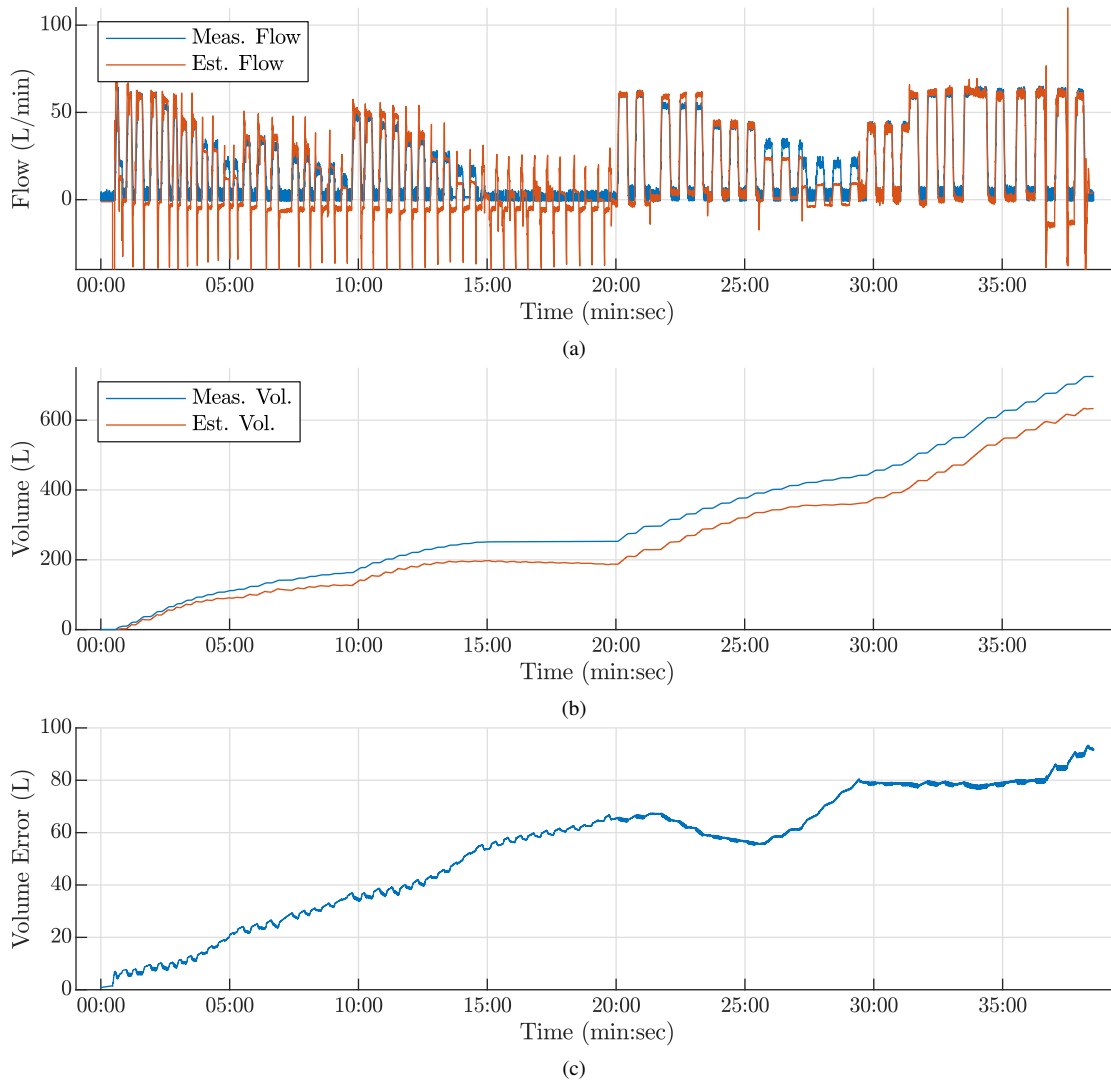 100
50
0
Flow (L/min)
Meas. Flow
Est. Flow
00:00 05:00 10:00 15:00 20:00 25:00 30:00 35:00
Time (min:sec)
(a)
600
400
200
0
Volume (L)
Meas. Vol.
Est. Vol.
00:00 05:00 10:00 15:00 20:00 25:00 30:00 35:00
Time (min:sec)
(b)
100
80
60
40
20
0
Volume Error (L)
00:00 05:00 10:00 15:00 20:00 25:00 30:00 35:00
Time (min:sec)
(c)